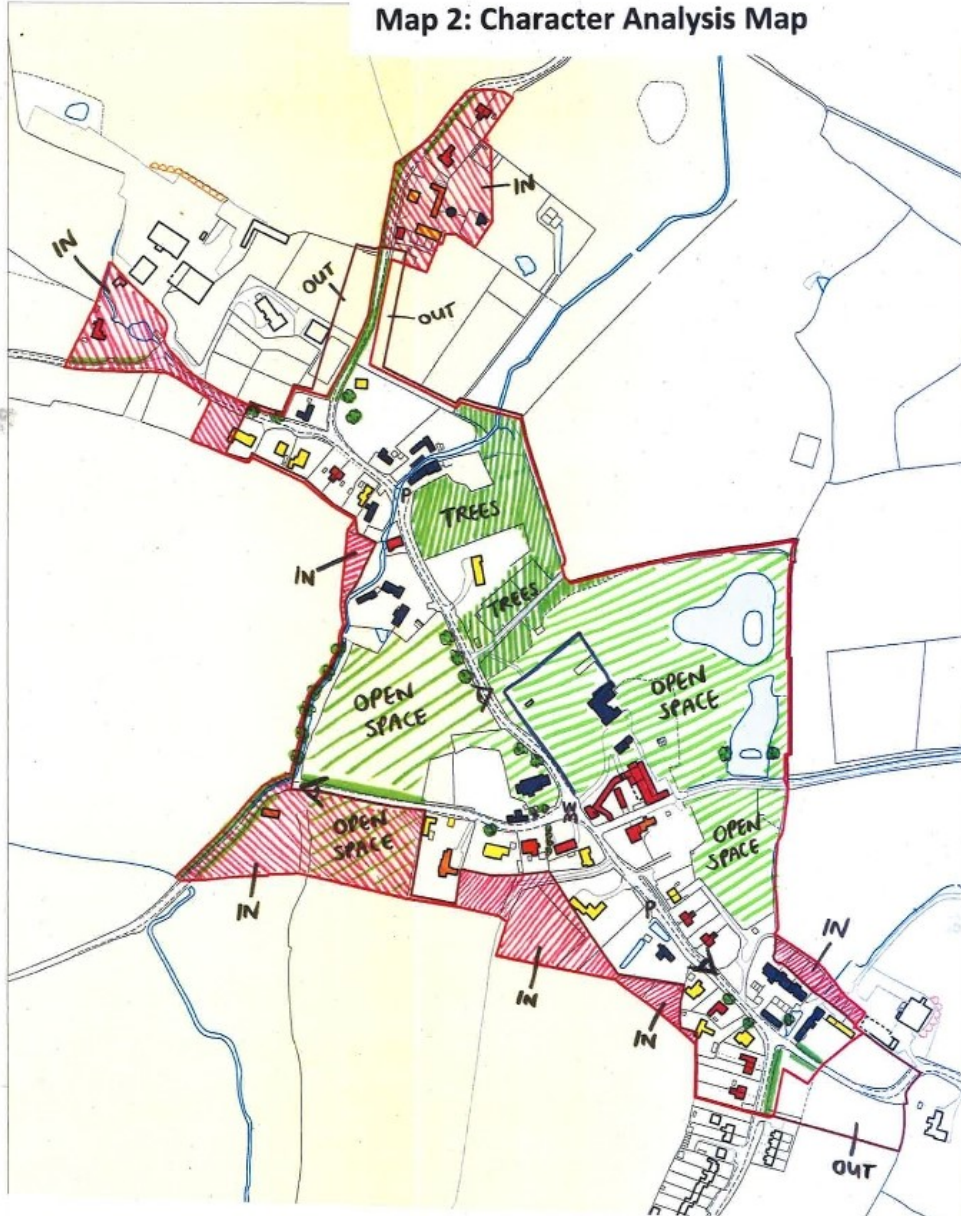 Map 2: Character Analysis Map
IN
IN
OUT
OUT
TREES
P
IN
TREES
OPEN
SPACE
OPEN
SPACE
OPEN
SPACE
OPEN
SPACE
IN
P
IN
IN
IN
OUT